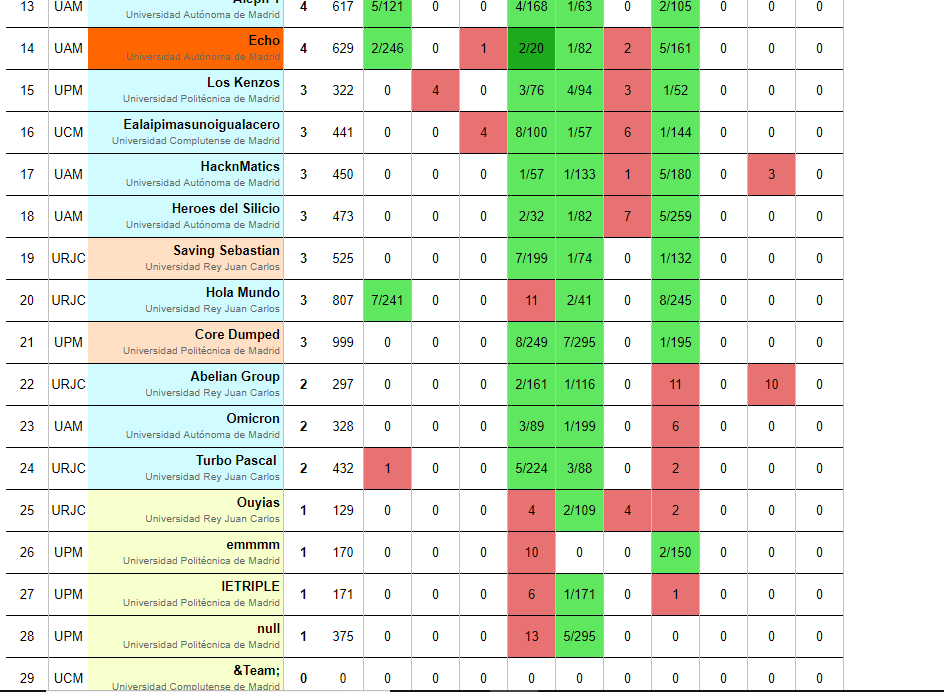 13 UAM Aleph-1 4 617 5/121 0 0 4/168 1/63 0 2/105 0 0 0
Universidad Autónoma de Madrid
14 UAM Echo 4 629 2/246 0 1 2/20 1/82 2 5/161 0 0 0
Universidad Autónoma de Madrid
15 UPM Los Kenzos 3 322 0 4 0 3/76 4/94 3 1/52 0 0 0
Universidad Politécnica de Madrid
16 UCM Ealaipimasunoigualacero 3 441 0 0 4 8/100 1/57 6 1/144 0 0 0
Universidad Complutense de Madrid
17 UAM HacknMatics 3 450 0 0 0 1/57 1/133 1 5/180 0 3 0
Universidad Autónoma de Madrid
18 UAM Heroes del Silicio 3 473 0 0 0 2/32 1/82 7 5/259 0 0 0
Universidad Autónoma de Madrid
19 URJC Saving Sebastian 3 525 0 0 0 7/199 1/74 0 1/132 0 0 0
Universidad Rey Juan Carlos
20 URJC Hola Mundo 3 807 7/241 0 0 11 2/41 0 8/245 0 0 0
Universidad Rey Juan Carlos
21 UPM Core Dumped 3 999 0 0 0 8/249 7/295 0 1/195 0 0 0
Universidad Politécnica de Madrid
22 URJC Abelian Group 2 297 0 0 0 2/161 1/116 0 11 0 10 0
Universidad Rey Juan Carlos
23 UAM Omicron 2 328 0 0 0 3/89 1/199 0 6 0 0 0
Universidad Autónoma de Madrid
24 URJC Turbo Pascal 2 432 1 0 0 5/224 3/88 0 2 0 0 0
Universidad Rey Juan Carlos
25 URJC Ouyias 1 129 0 0 0 4 2/109 4 2 0 0 0
Universidad Rey Juan Carlos
26 UPM emmmm 1 170 0 0 0 10 0 0 2/150 0 0 0
Universidad Politécnica de Madrid
27 UPM IETRIPLE 1 171 0 0 0 6 1/171 0 1 0 0 0
Universidad Politécnica de Madrid
28 UPM null 1 375 0 0 0 13 5/295 0 0 0 0 0
Universidad Politécnica de Madrid
29 UCM &Team; 0 0 0 0 0 0 0 0 0 0 0 0
Universidad Complutense de Madrid